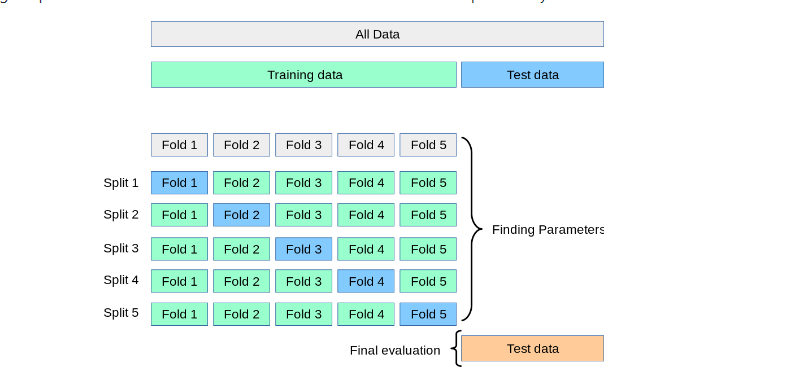 All Data
Training data Test data
Fold 1 Fold 2 Fold 3 Fold 4 Fold 5
Split 1 Fold 1 Fold 2 Fold 3 Fold 4 Fold 5
Split 2 Fold 1 Fold 2 Fold 3 Fold 4 Fold 5
Finding Parameters
Split 3 Fold 1 Fold 2 Fold 3 Fold 4 Fold 5
Split 4 Fold 1 Fold 2 Fold 3 Fold 4 Fold 5
Split 5 Fold 1 Fold 2 Fold 3 Fold 4 Fold 5
Final evaluation Test data